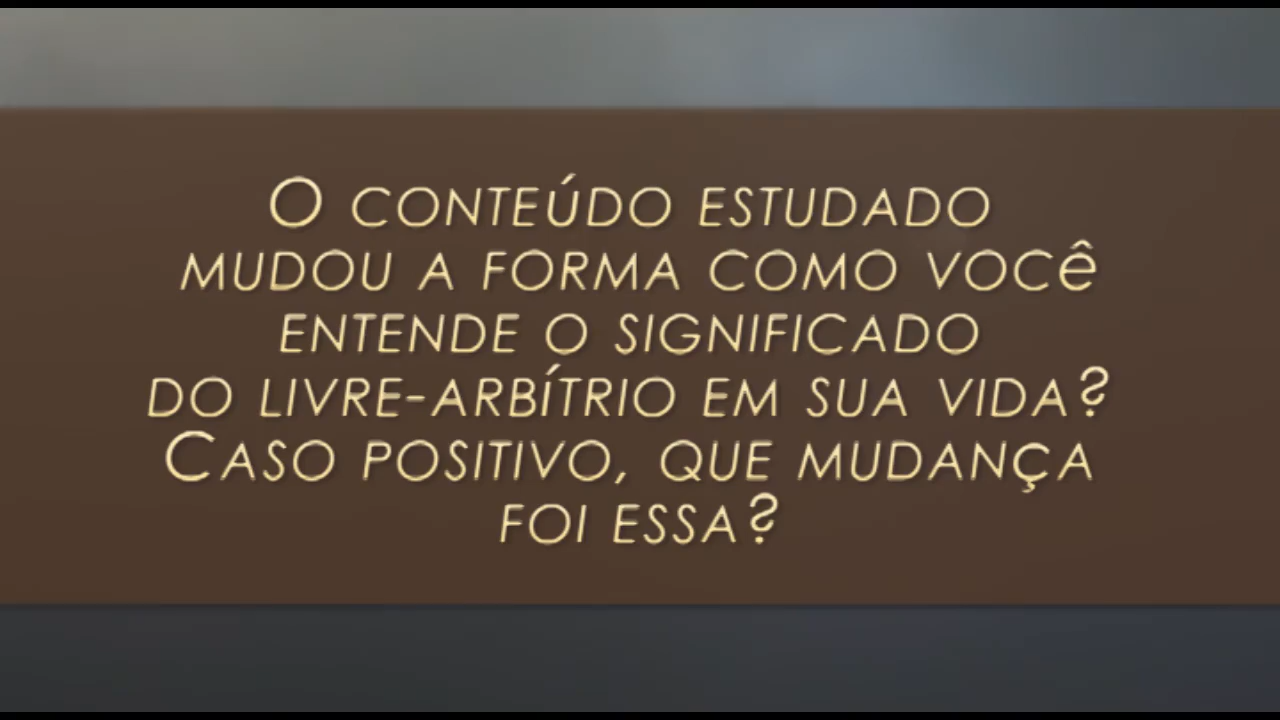 O CONTEÚDO ESTUDADO
MUDOU A FORMA COMO VOCÊ
ENTENDE O SIGNIFICADO
DO LIVRE-ARBÍTRIO EM SUA VIDA?
CASO POSITIVO, QUE MUDANÇA
FOI ESSA?